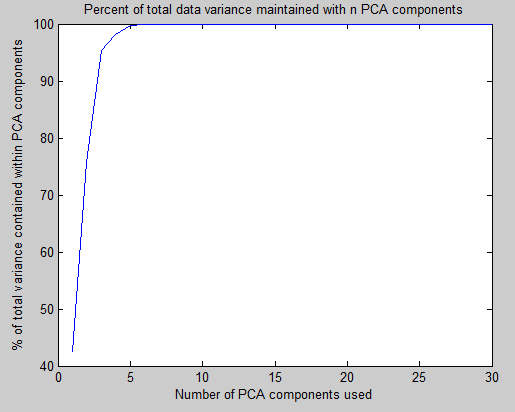 Percent of total data variance maintained with n PCA components
% of total variance contained within PCA components
100
90
80
70
60
50
40
0 5 10 15 20 25 30
Number of PCA components used